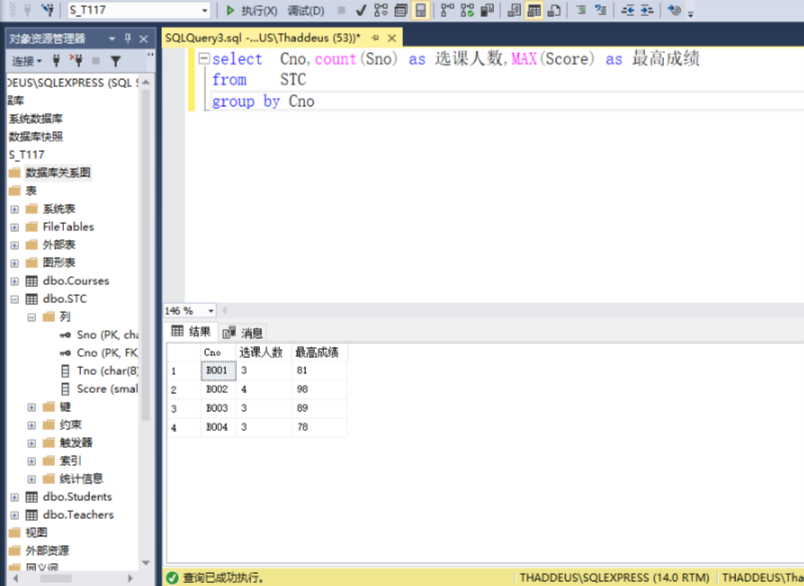 S_T117
执行(X)
调试(D)
对象资源管理器
SQLQuery3.sql -...US\Thaddeus (53))*
连接
select Cno,count(Sno) as 选课人数,MAX(Score) as 最高成绩
from STC
group by Cno
DEUS\SQLEXPRESS (SQL
据库
系统数据库
数据库快照
S_T117
数据库关系图
表
系统表
FileTables
外部表
图形表
dbo.Courses
dbo.STC
列
Sno (PK, cha
Cno (PK, FK
Tno (char(8)
Score (smal
键
约束
触发器
索引
统计信息
dbo.Students
dbo.Teachers
视图
外部资源
同义词
146 %
结果
消息
Cno 选课人数 最高成绩
1 B001 3 81
2 B002 4 98
3 B003 3 89
4 B004 3 78
查询已成功执行。
THADDEUS\SQLEXPRESS (14.0 RTM)
THADDEUS\Tha